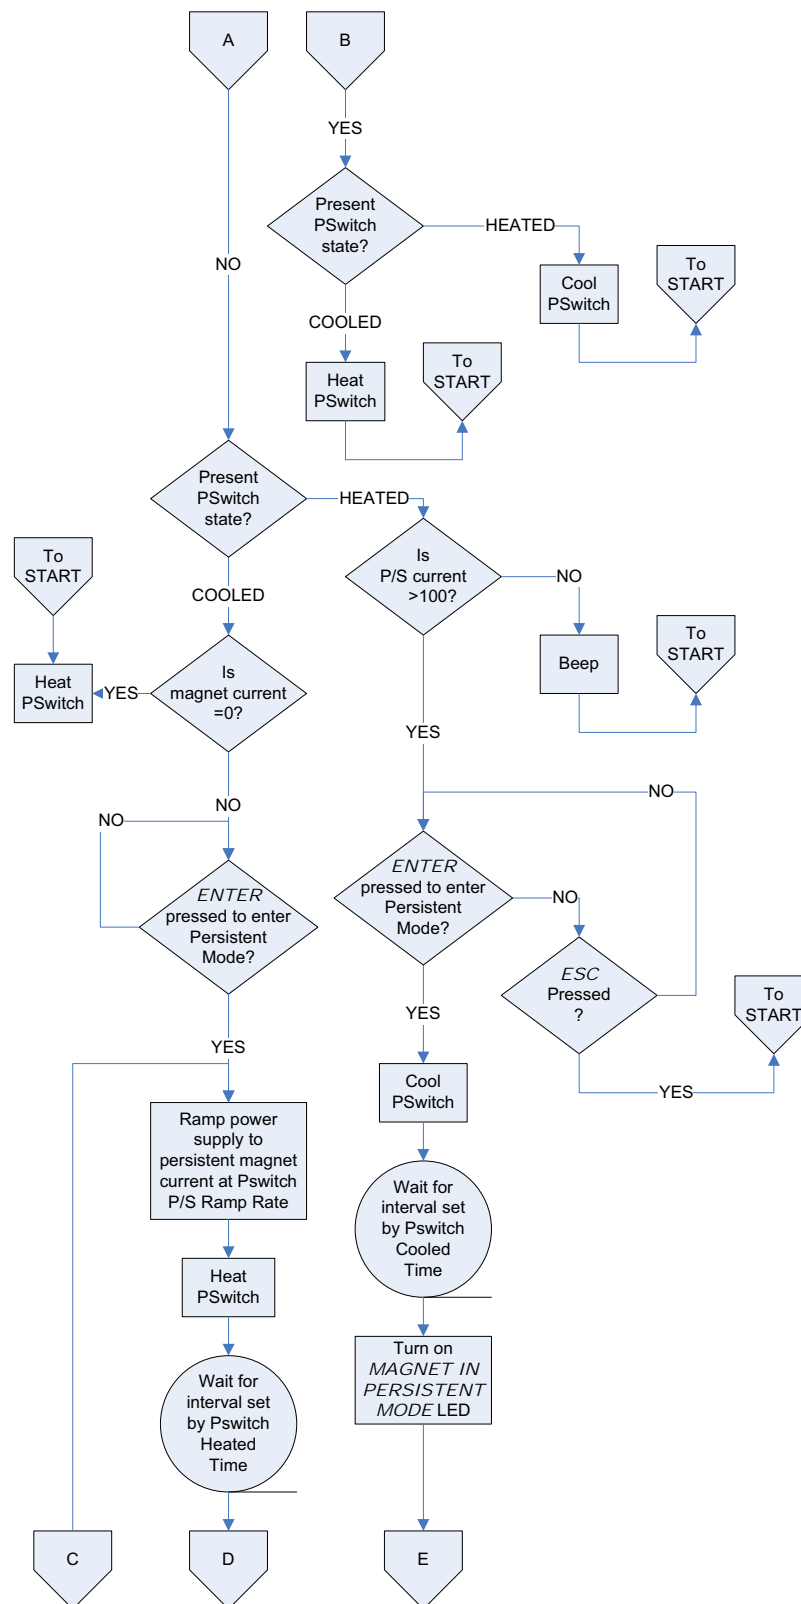 A
B
YES
Present
PSwitch
state?
HEATED
To
START
NO
Cool
PSwitch
COOLED
To
START
Heat
PSwitch
Present
PSwitch
state?
HEATED
To
START
Is
P/S current
>100?
NO
COOLED
To
START
Beep
Is
magnet current
=0?
YES
Heat
PSwitch
YES
NO
NO
NO
ENTER
pressed to enter
Persistent
Mode?
ENTER
pressed to enter
Persistent
Mode?
NO
ESC
Pressed
?
To
START
YES
YES
YES
Cool
PSwitch
Ramp power
supply to
persistent magnet
current at Pswitch
P/S Ramp Rate
Wait for
interval set
by Pswitch
Cooled
Time
Heat
PSwitch
Turn on
MAGNET IN
PERSISTENT
MODE LED
Wait for
interval set
by Pswitch
Heated
Time
C
D
E